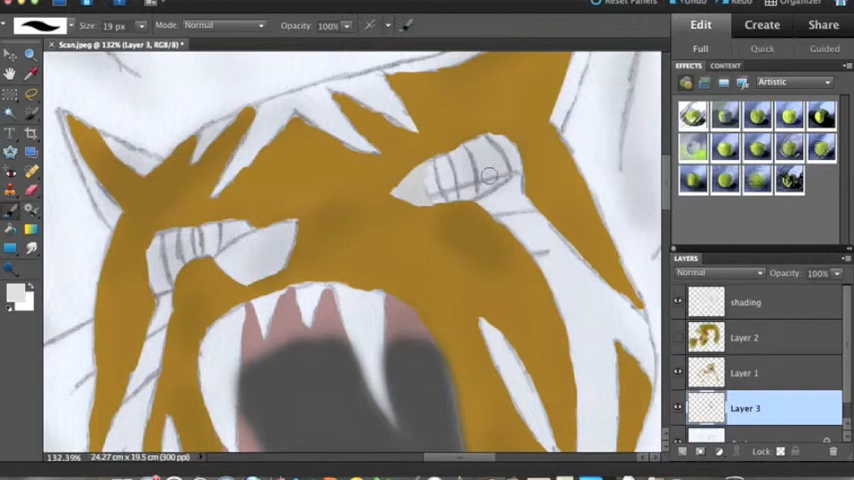 Reset Panels Undo Redo Organizer
Size: 19 px Mode: Normal Opacity: 100%
Edit Create Share
Scan.jpeg @ 132% (Layer 3, RGB/8) *
Full Quick Guided
EFFECTS CONTENT
Artistic
LAYERS
Normal Opacity: 100%
shading
Layer 2
Layer 1
Layer 3
132.39% 24.27 cm x 19.5 cm (300 ppi)
Lock: